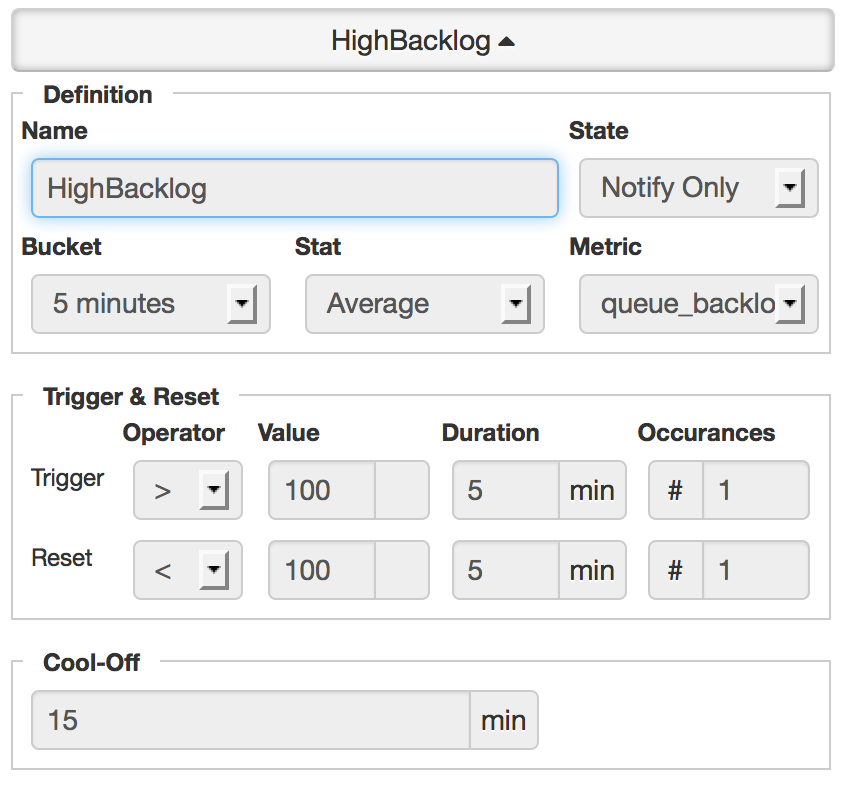 HighBacklog
Definition
Name State
HighBacklog Notify Only
Bucket Stat Metric
5 minutes Average queue_backlo
Trigger & Reset
Operator Value Duration Occurances
Trigger > 100 5 min # 1
Reset < 100 5 min # 1
Cool-Off
15 min